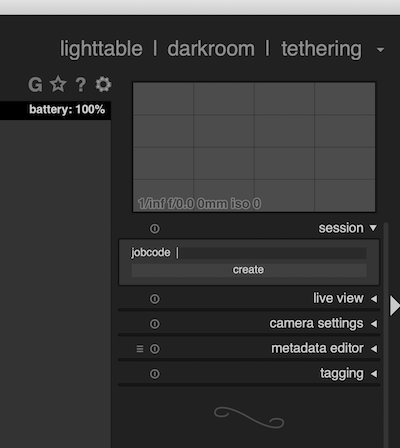 lighttable | darkroom | tethering
G ?
battery: 100%
1/inf f/0.0 0mm iso 0
session
jobcode
create
live view
camera settings
metadata editor
tagging